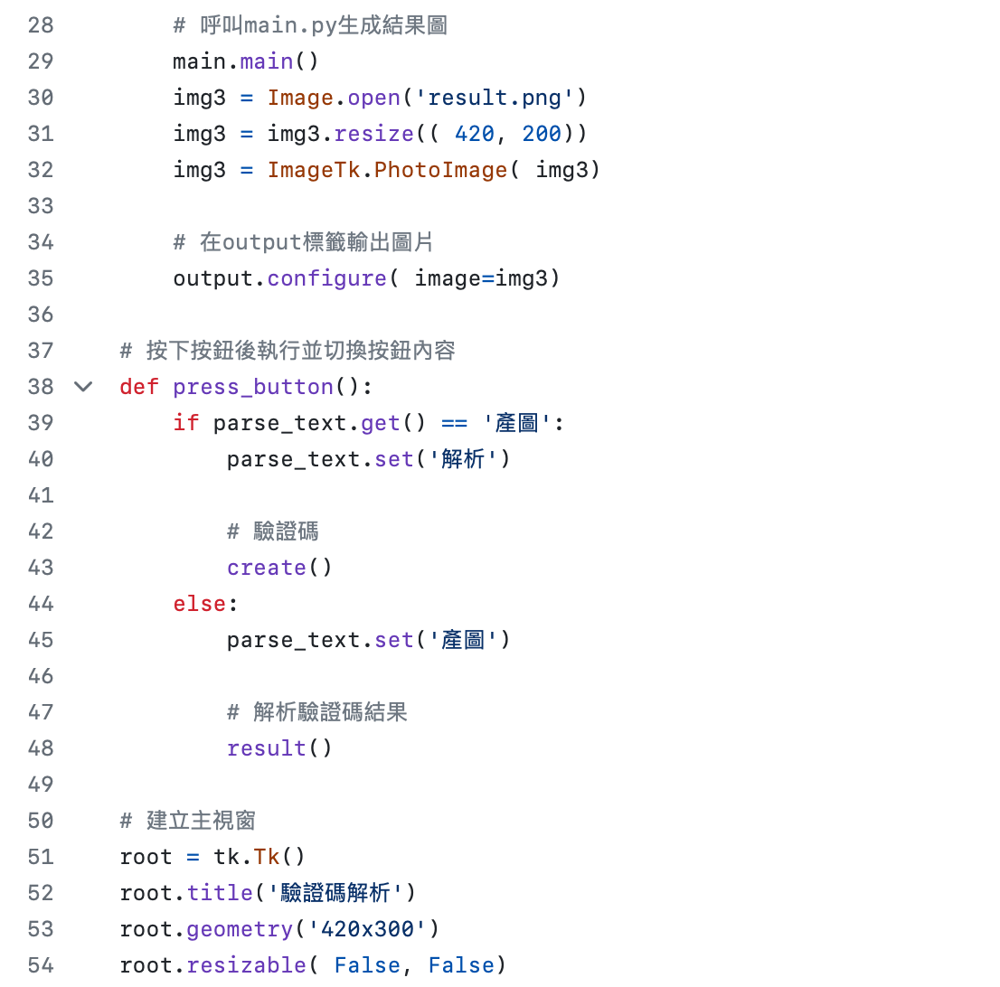 28 # 呼叫main.py生成結果圖
29 main.main()
30 img3 = Image.open('result.png')
31 img3 = img3.resize(( 420, 200))
32 img3 = ImageTk.PhotoImage( img3)
33
34 # 在output標籤輸出圖片
35 output.configure( image=img3)
36
37 # 按下按鈕後執行並切換按鈕內容
38 def press_button():
39 if parse_text.get() == '產圖':
40 parse_text.set('解析')
41
42 # 驗證碼
43 create()
44 else:
45 parse_text.set('產圖')
46
47 # 解析驗證碼結果
48 result()
49
50 # 建立主視窗
51 root = tk.Tk()
52 root.title('驗證碼解析')
53 root.geometry('420x300')
54 root.resizable( False, False)